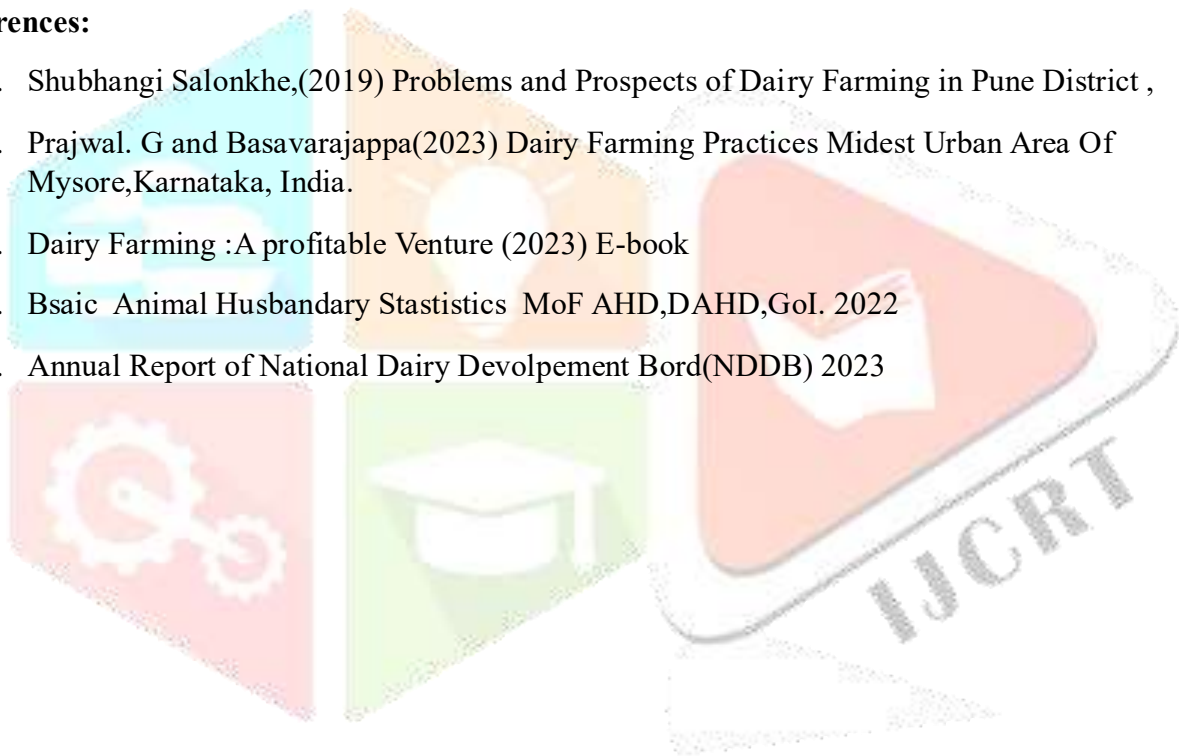 rences:
. Shubhangi Salonkhe,(2019) Problems and Prospects of Dairy Farming in Pune District ,
. Prajwal. G and Basavarajappa(2023) Dairy Farming Practices Midest Urban Area Of
Mysore,Karnataka, India.
. Dairy Farming :A profitable Venture (2023) E-book
. Bsaic Animal Husbandary Stastistics MoF AHD,DAHD,GoI. 2022
. Annual Report of National Dairy Devolpement Bord(NDDB) 2023
IJCRT